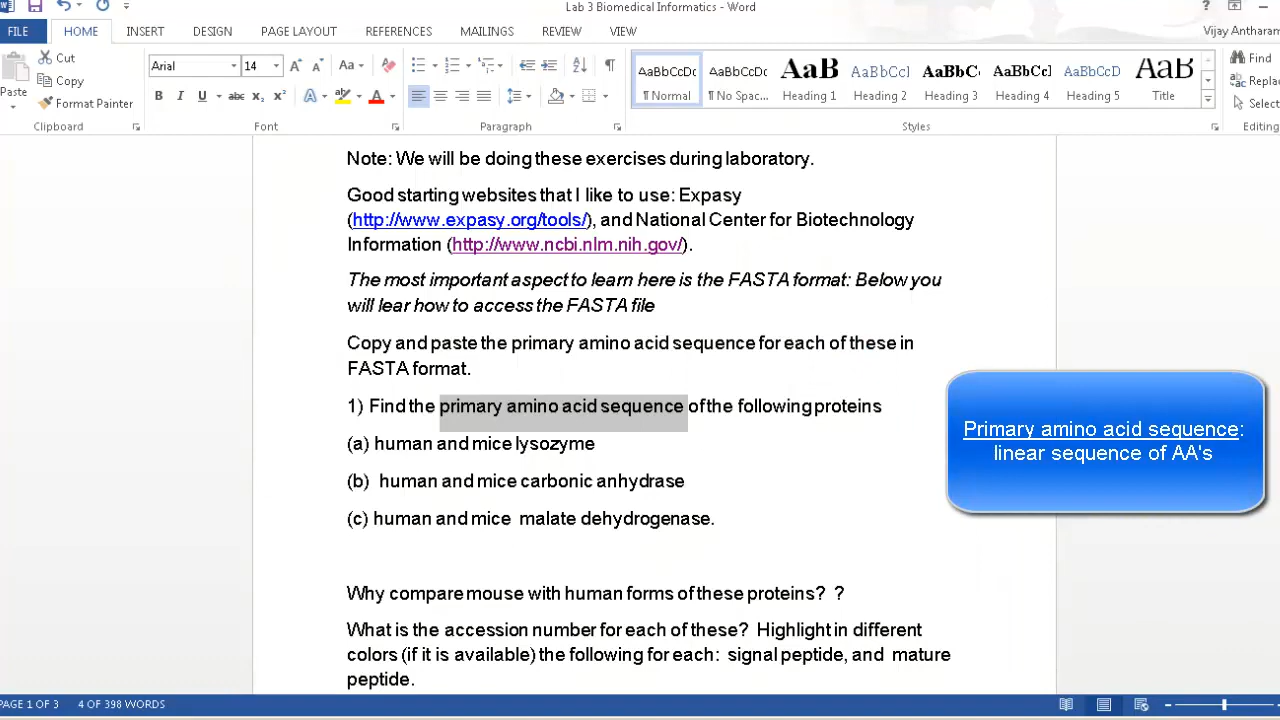 Lab 3 Biomedical Informatics - Word
?
FILE
HOME
INSERT
DESIGN
PAGE LAYOUT
REFERENCES
MAILINGS
REVIEW
VIEW
Vijay Antharam
Paste
Cut
Copy
Format Painter
Clipboard
Arial
14
Font
Paragraph
AaBbCcDc
¶ Normal
AaBbCcDc
¶ No Spac...
AaB
Heading 1
AaBbCcI
Heading 2
AaBbC
Heading 3
AaBbC
Heading 4
AaBbCcI
Heading 5
AaB
Title
Styles
Find
Replac
Select
Editing
Note: We will be doing these exercises during laboratory.
Good starting websites that I like to use: Expasy
(http://www.expasy.org/tools/), and National Center for Biotechnology
Information (http://www.ncbi.nlm.nih.gov/).
The most important aspect to learn here is the FASTA format: Below you
will lear how to access the FASTA file
Copy and paste the primary amino acid sequence for each of these in
FASTA format.
1) Find the primary amino acid sequence of the following proteins
(a) human and mice lysozyme
(b) human and mice carbonic anhydrase
(c) human and mice malate dehydrogenase.
Primary amino acid sequence:
linear sequence of AA's
Why compare mouse with human forms of these proteins? ?
What is the accession number for each of these? Highlight in different
colors (if it is available) the following for each: signal peptide, and mature
peptide.
PAGE 1 OF 3
4 OF 398 WORDS